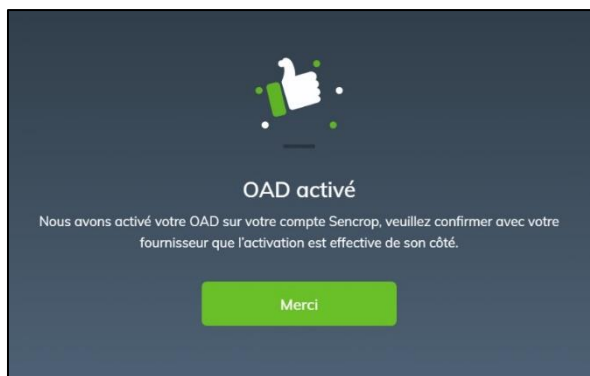 OAD activé
Nous avons activé votre OAD sur votre compte Sencrop, veuillez confirmer avec votre
fournisseur que l'activation est effective de son côté.
Merci